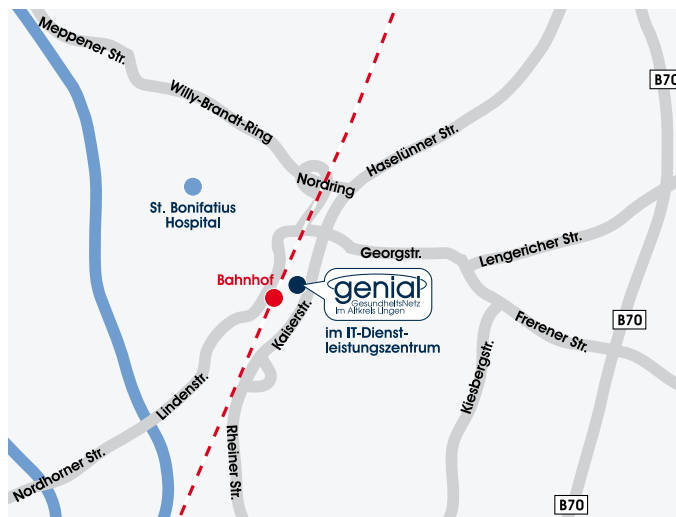 Meppener Str.
B70
Willy-Brandt-Ring
Haselünner Str.
Nordring
St. Bonifatius
Hospital
Georgstr.
Lengericher Str.
Bahnhof
genial
GesundheitsNetz
im Altkreis Lingen
im IT-Dienst-
leistungszentrum
Kaiserstr.
Frerener Str.
B70
Kiesbergstr.
Lindenstr.
Rheiner Str.
Nordhorner Str.
B70